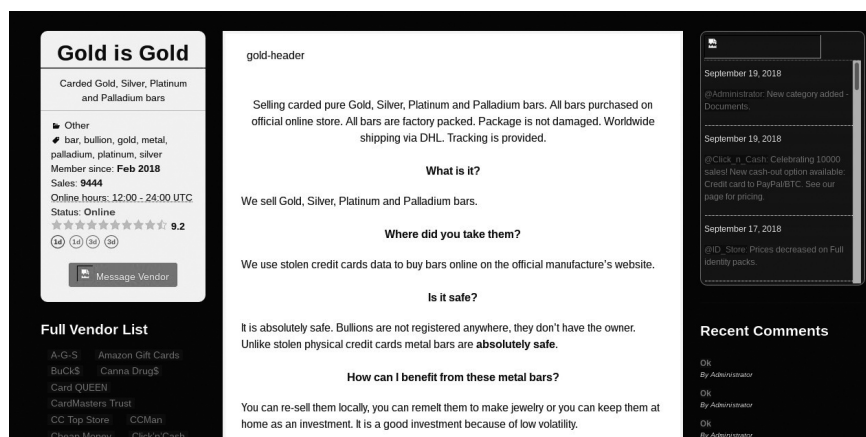 Gold is Gold
Carded Gold, Silver, Platinum
and Palladium bars
Other
bar, bullion, gold, metal,
palladium, platinum, silver
Member since: Feb 2018
Sales: 9444
Online hours: 12:00 - 24:00 UTC
Status: Online
9.2
1d 1d 3d 3d
Message Vendor
Full Vendor List
A-G-S Amazon Gift Cards
BuCk$ Canna Drug$
Card QUEEN
CardMasters Trust
CC Top Store CCMan
Cheap Money Click'n'Cash
gold-header
Selling carded pure Gold, Silver, Platinum and Palladium bars. All bars purchased on
official online store. All bars are factory packed. Package is not damaged. Worldwide
shipping via DHL. Tracking is provided.
What is it?
We sell Gold, Silver, Platinum and Palladium bars.
Where did you take them?
We use stolen credit cards data to buy bars online on the official manufacture's website.
Is it safe?
It is absolutely safe. Bullions are not registered anywhere, they don't have the owner.
Unlike stolen physical credit cards metal bars are absolutely safe.
How can I benefit from these metal bars?
You can re-sell them locally, you can remelt them to make jewelry or you can keep them at
home as an investment. It is a good investment because of low volatility.
September 19, 2018
@Administrator: New category added -
Documents.
September 19, 2018
@Click_n_Cash: Celebrating 10000
sales! New cash-out option available:
Credit card to PayPal/BTC. See our
page for pricing.
September 17, 2018
@ID_Store: Prices decreased on Full
identity packs.
Recent Comments
Ok
By Administrator
Ok
By Administrator
Ok
By Administrator